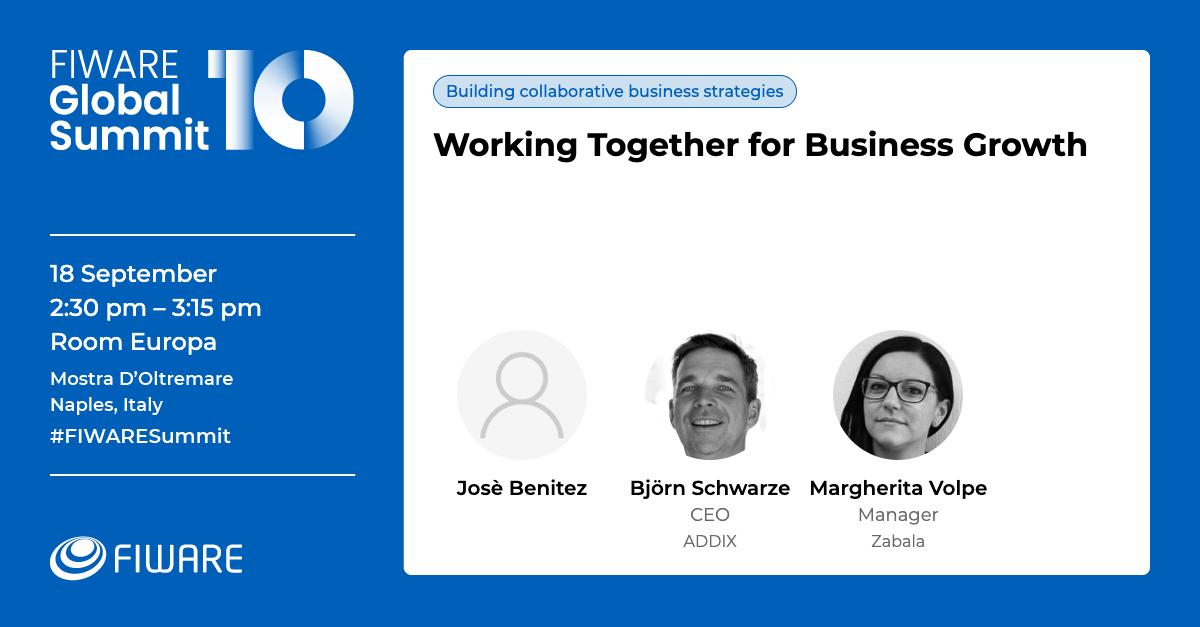 FIWARE
Global
Summit
10
18 September
2:30 pm – 3:15 pm
Room Europa
Mostra D’Oltremare
Naples, Italy
#FIWARESummit
FIWARE
Building collaborative business strategies
Working Together for Business Growth
Josè Benitez
Björn Schwarze
CEO
ADDIX
Margherita Volpe
Manager
Zabala